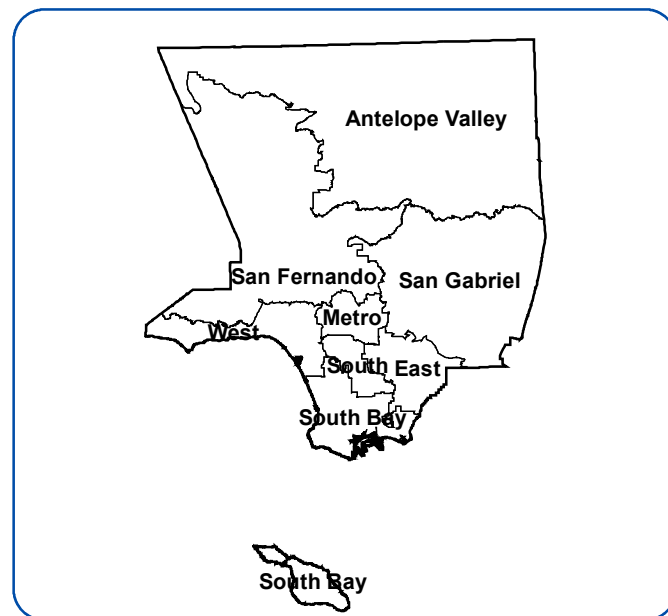 Antelope Valley
San Fernando
San Gabriel
Metro
West
South
East
South Bay
South Bay